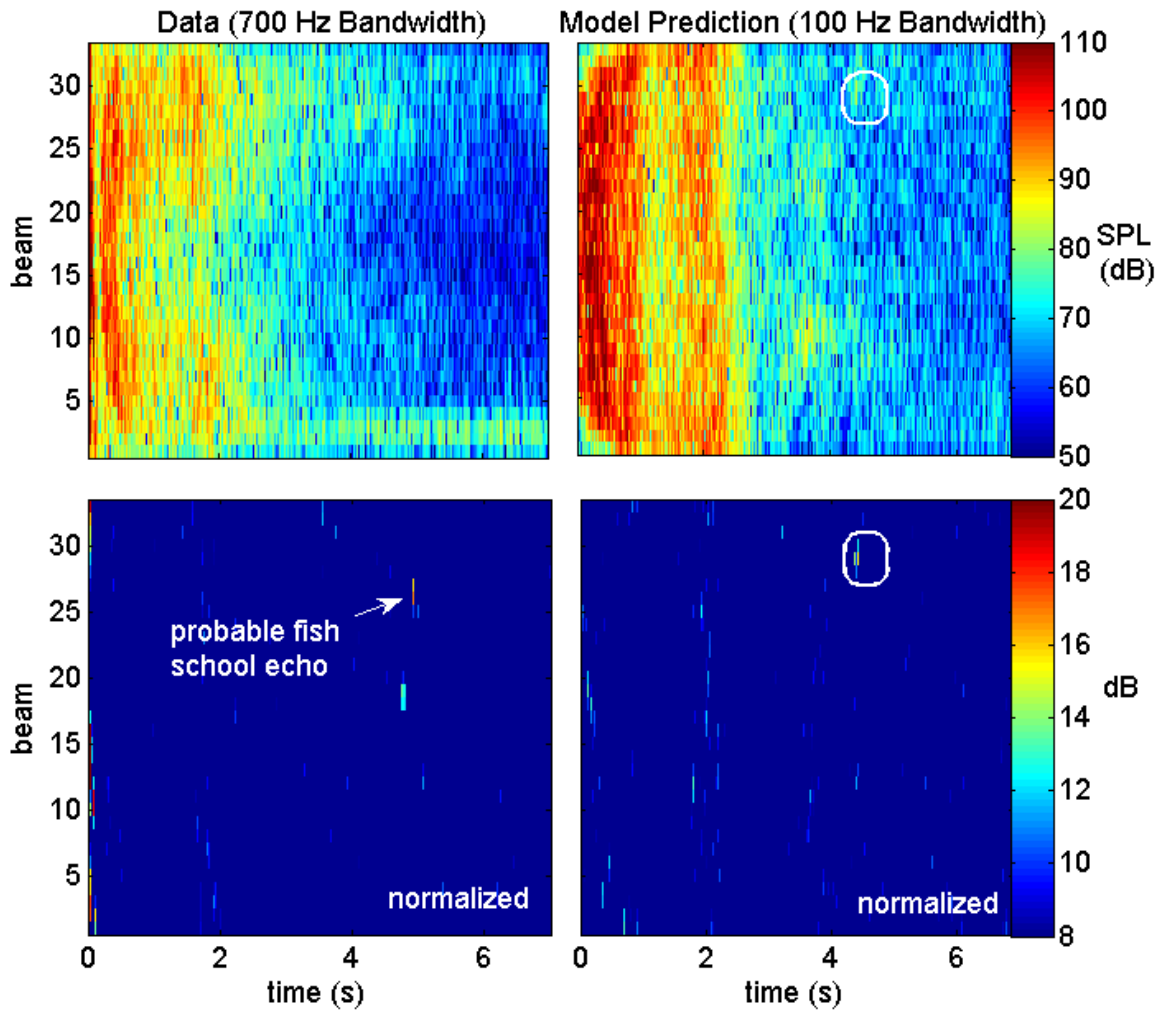 Data (700 Hz Bandwidth)
Model Prediction (100 Hz Bandwidth)
30
25
20
15
10
5
beam
110
100
90
80
70
60
50
SPL
(dB)
30
25
20
15
10
5
beam
probable fish
school echo
normalized
0
2
4
6
time (s)
normalized
0
2
4
6
time (s)
20
18
16
14
12
10
8
dB